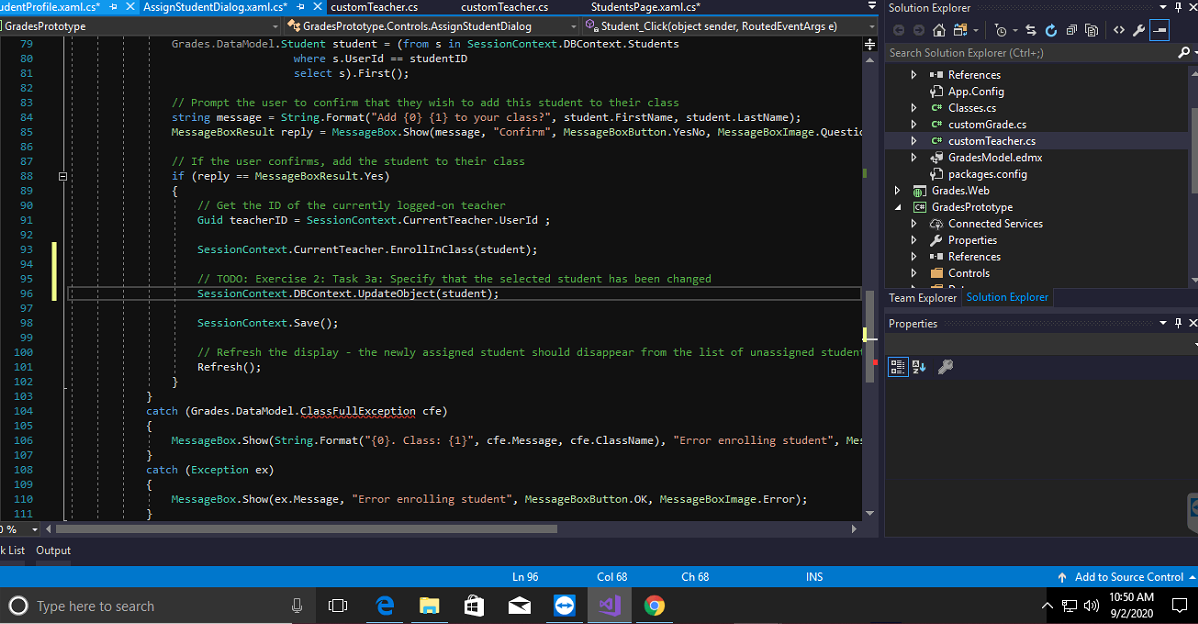 udentProfile.xaml.cs* AssignStudentDialog.xaml.cs* customTeacher.cs customTeacher.cs StudentsPage.xaml.cs*
GradesPrototype GradesPrototype.Controls.AssignStudentDialog Student_Click(object sender, RoutedEventArgs e)
79 Grades.DataModel.Student student = (from s in SessionContext.DBContext.Students
80 where s.UserId == studentID
81 select s).First();
82
83 // Prompt the user to confirm that they wish to add this student to their class
84 string message = String.Format("Add {0} {1} to your class?", student.FirstName, student.LastName);
85 MessageBoxResult reply = MessageBox.Show(message, "Confirm", MessageBoxButton.YesNo, MessageBoxImage.Questio
86
87 // If the user confirms, add the student to their class
88 if (reply == MessageBoxResult.Yes)
89 {
90 // Get the ID of the currently logged-on teacher
91 Guid teacherID = SessionContext.CurrentTeacher.UserId ;
92
93 SessionContext.CurrentTeacher.EnrollInClass(student);
94
95 // TODO: Exercise 2: Task 3a: Specify that the selected student has been changed
96 SessionContext.DBContext.UpdateObject(student);
97
98 SessionContext.Save();
99
100 // Refresh the display - the newly assigned student should disappear from the list of unassigned student
101 Refresh();
102 }
103 }
104 catch (Grades.DataModel.ClassFullException cfe)
105 {
106 MessageBox.Show(String.Format("{0}. Class: {1}", cfe.Message, cfe.ClassName), "Error enrolling student", Mes
107 }
108 catch (Exception ex)
109 {
110 MessageBox.Show(ex.Message, "Error enrolling student", MessageBoxButton.OK, MessageBoxImage.Error);
111 }
0 %
k List Output
Solution Explorer
Search Solution Explorer (Ctrl+;)
References
App.Config
C# Classes.cs
C# customGrade.cs
C# customTeacher.cs
GradesModel.edmx
packages.config
Grades.Web
C# GradesPrototype
Connected Services
Properties
References
Controls
Team Explorer Solution Explorer
Properties
Ln 96 Col 68 Ch 68 INS Add to Source Control
Type here to search
10:50 AM
9/2/2020